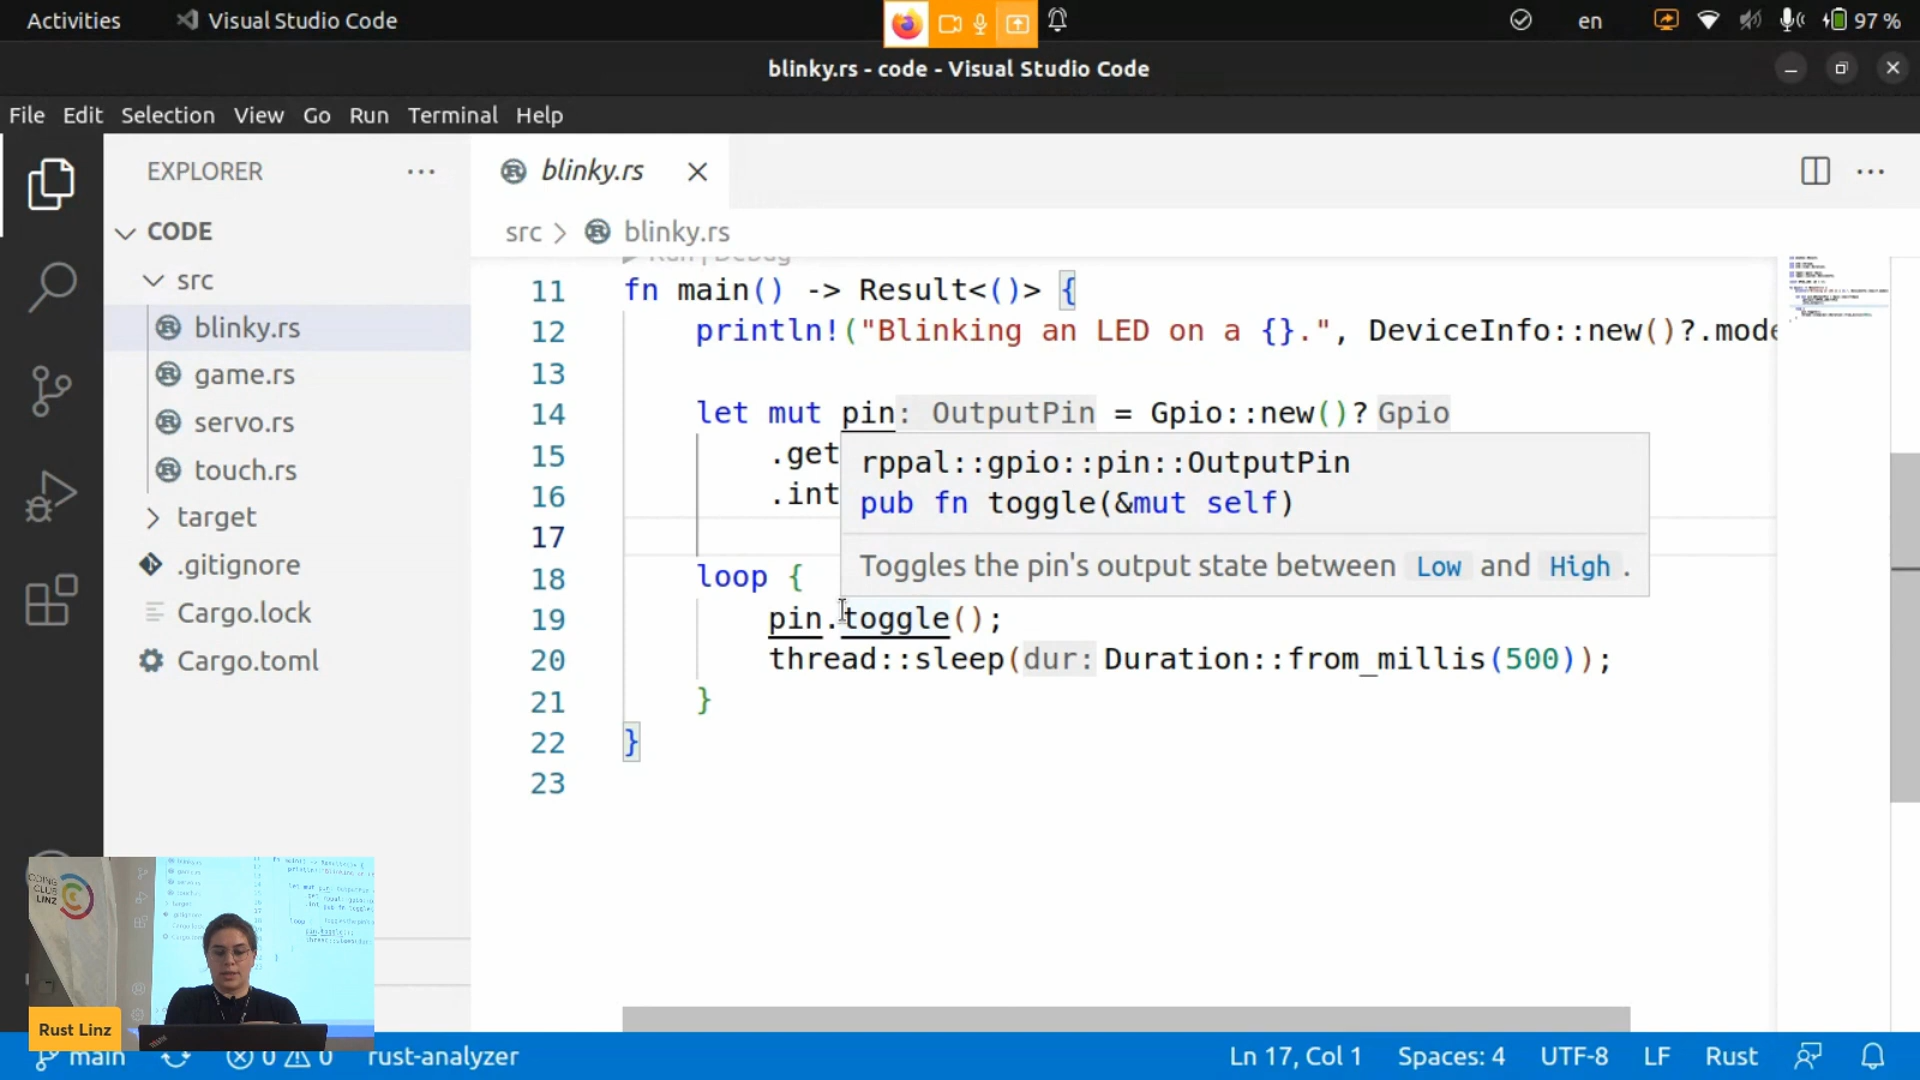 Activities
Visual Studio Code
en
97 %
blinky.rs - code - Visual Studio Code
File Edit Selection View Go Run Terminal Help
EXPLORER
CODE
src
blinky.rs
game.rs
servo.rs
touch.rs
target
.gitignore
Cargo.lock
Cargo.toml
blinky.rs
src > blinky.rs
Run | Debug
11 fn main() -> Result<()> {
12 println!("Blinking an LED on a {}.", DeviceInfo::new()?.mode
13
14 let mut pin: OutputPin = Gpio::new()? Gpio
15 .get
16 .int
17
18 loop {
19 pin.toggle();
20 thread::sleep(dur: Duration::from_millis(500));
21 }
22 }
23
rppal::gpio::pin::OutputPin
pub fn toggle(&mut self)
Toggles the pin's output state between Low and High .
CODING
CLUB
LINZ
Rust Linz
main
0 0
rust-analyzer
Ln 17, Col 1
Spaces: 4
UTF-8
LF
Rust